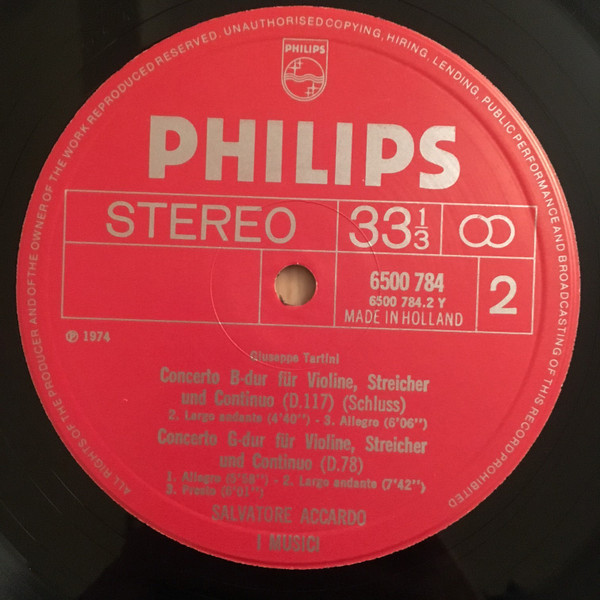 ALL RIGHTS OF THE PRODUCER AND OF THE OWNER OF THE WORK REPRODUCED RESERVED. UNAUTHORISED COPYING, HIRING, LENDING, PUBLIC PERFORMANCE AND BROADCASTING OF THIS RECORD PROHIBITED
PHILIPS
PHILIPS
STEREO
33 1/3
6500 784
6500 784.2 Y
MADE IN HOLLAND
2
℗ 1974
Giuseppe Tartini
Concerto B-dur für Violine, Streicher
und Continuo (D.117) (Schluss)
2. Largo andante (4'40'') - 3. Allegro (6'06'')
Concerto G-dur für Violine, Streicher
und Continuo (D.78)
1. Allegro - 2. Largo andante (7'42'')
3. Presto (6'01'')
SALVATORE ACCARDO
I MUSICI